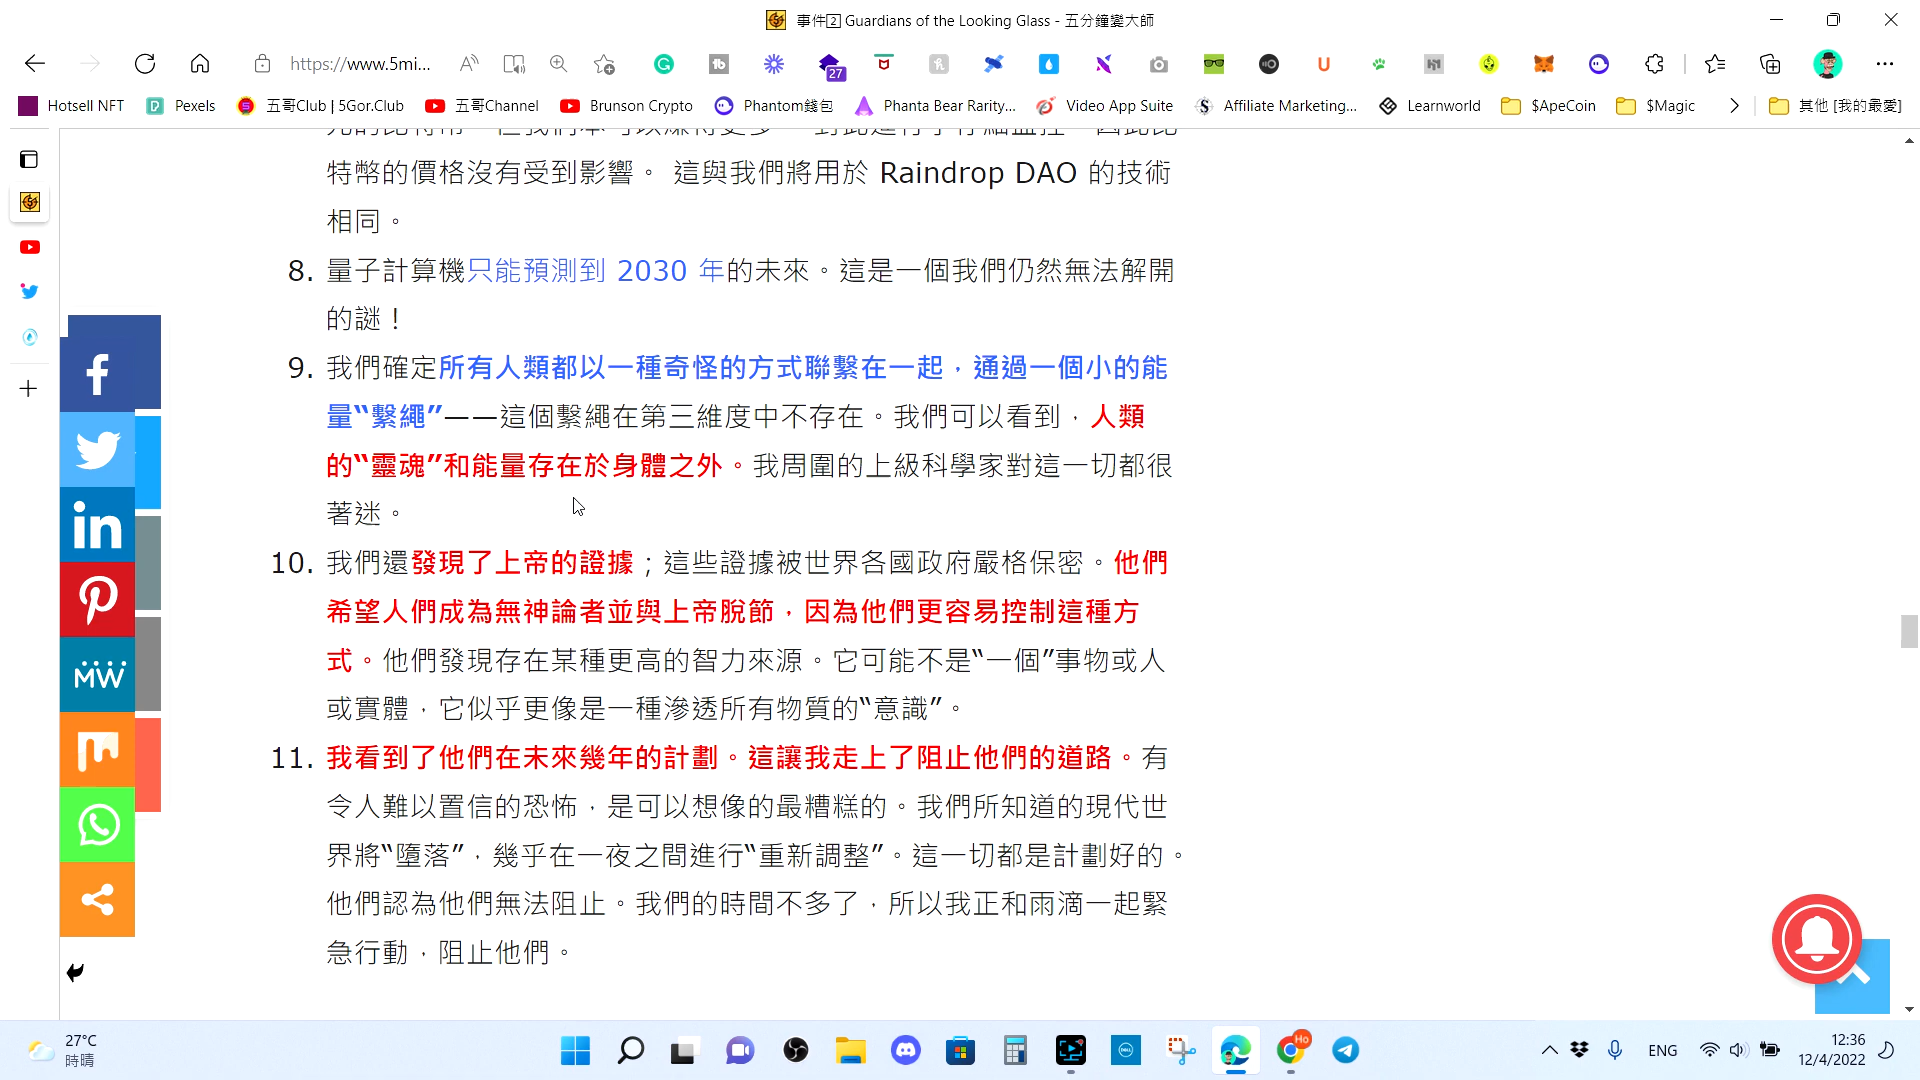 事件2 Guardians of the Looking Glass - 五分鐘變大師
https://www.5mi...
27
Hotsell NFT
Pexels
五哥Club | 5Gor.Club
五哥Channel
Brunson Crypto
Phantom錢包
Phanta Bear Rarity...
Video App Suite
Affiliate Marketing...
Learnworld
$ApeCoin
$Magic
其他 [我的最愛]
特幣的價格沒有受到影響。 這與我們將用於 Raindrop DAO 的技術
相同。
8. 量子計算機只能預測到 2030 年的未來。這是一個我們仍然無法解開
的謎！
9. 我們確定所有人類都以一種奇怪的方式聯繫在一起，通過一個小的能
量“繫繩”——這個繫繩在第三維度中不存在。我們可以看到，人類
的“靈魂”和能量存在於身體之外。我周圍的上級科學家對這一切都很
著迷。
10. 我們還發現了上帝的證據；這些證據被世界各國政府嚴格保密。他們
希望人們成為無神論者並與上帝脫節，因為他們更容易控制這種方
式。他們發現存在某種更高的智力來源。它可能不是“一個”事物或人
或實體，它似乎更像是一種滲透所有物質的“意識”。
11. 我看到了他們在未來幾年的計劃。這讓我走上了阻止他們的道路。有
令人難以置信的恐怖，是可以想像的最糟糕的。我們所知道的現代世
界將“墮落”，幾乎在一夜之間進行“重新調整”。這一切都是計劃好的。
他們認為他們無法阻止。我們的時間不多了，所以我正和雨滴一起緊
急行動，阻止他們。
MW
27°C
時晴
Ho
ENG
12:36
12/4/2022